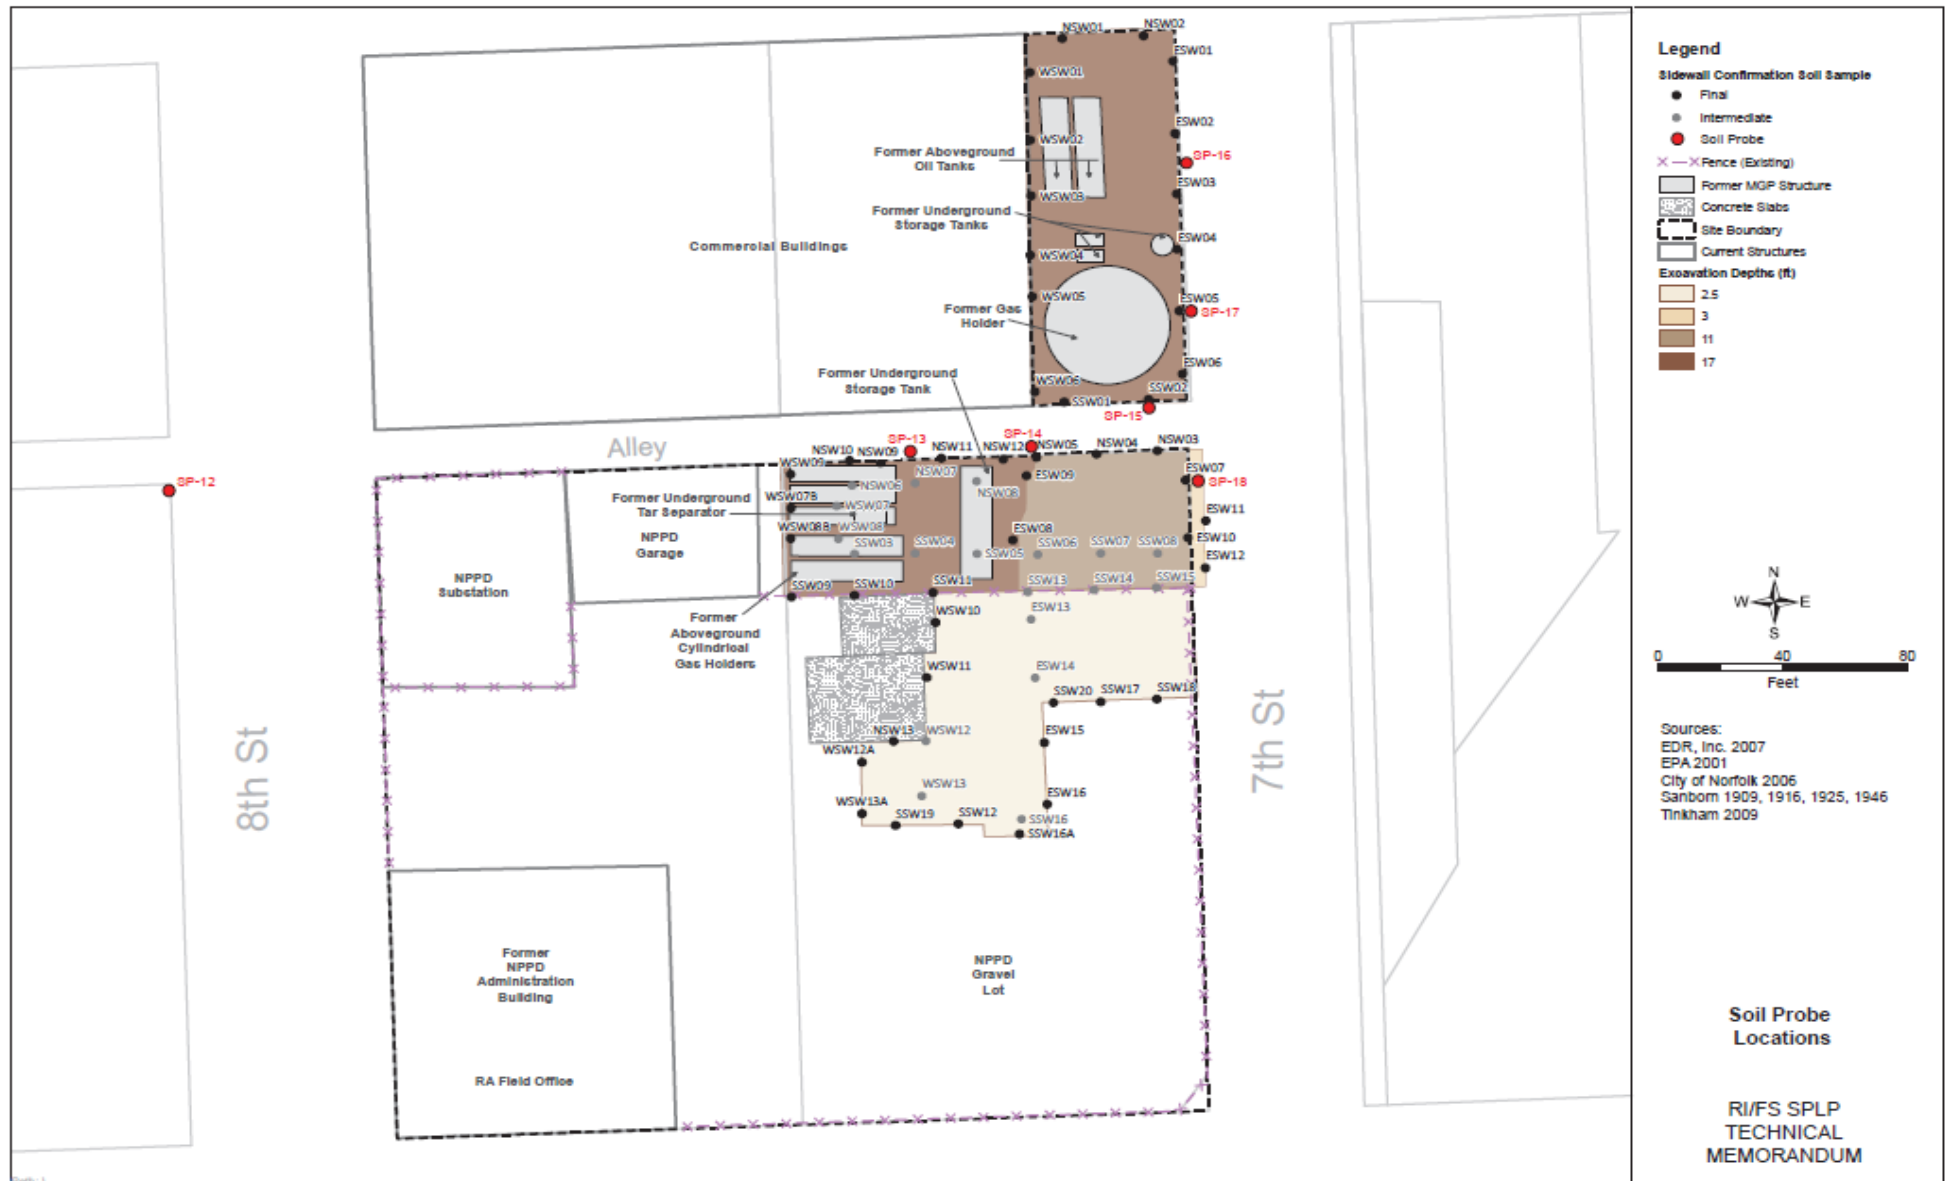 NSW01
NSW02
ESW01
WSW01
ESW02
WSW02
Former Aboveground
Oil Tanks
SP-16
WSW03
ESW03
Former Underground
Storage Tanks
ESW04
WSW04
Commercial Buildings
WSW05
ESW05
SP-17
Former Gas
Holder
ESW06
Former Underground
Storage Tank
WSW06
SSW02
SSW01
SP-15
Alley
SP-13
SP-14
NSW10
NSW09
NSW11
NSW12
NSW05
NSW04
NSW03
WSW09
NSW07
ESW09
ESW07
SP-18
SP-12
NSW06
NSW08
Former Underground
Tar Separator
WSW07B
WSW07
ESW11
WSW08B
WSW08
ESW08
ESW10
NPPD
Garage
SSW03
SSW04
SSW05
SSW06
SSW07
SSW08
ESW12
NPPD
Substation
SSW09
SSW10
SSW11
SSW13
SSW14
SSW15
WSW10
ESW13
Former
Aboveground
Cylindrical
Gas Holders
WSW11
ESW14
SSW20
SSW17
SSW18
NSW13
WSW12
ESW15
WSW12A
8th St
7th St
WSW13
WSW13A
SSW19
SSW12
ESW16
SSW16
SSW16A
Former
NPPD
Administration
Building
NPPD
Gravel
Lot
RA Field Office
Legend
Sidewall Confirmation Soil Sample
Final
Intermediate
Soil Probe
Fence (Existing)
Former MGP Structure
Concrete Slabs
Site Boundary
Current Structures
Excavation Depths (ft)
2.5
3
11
17
N
W E
S
0 40 80
Feet
Sources:
EDR, Inc. 2007
EPA 2001
City of Norfolk 2006
Sanborn 1909, 1916, 1925, 1946
Tinkham 2009
Soil Probe
Locations
RI/FS SPLP
TECHNICAL
MEMORANDUM